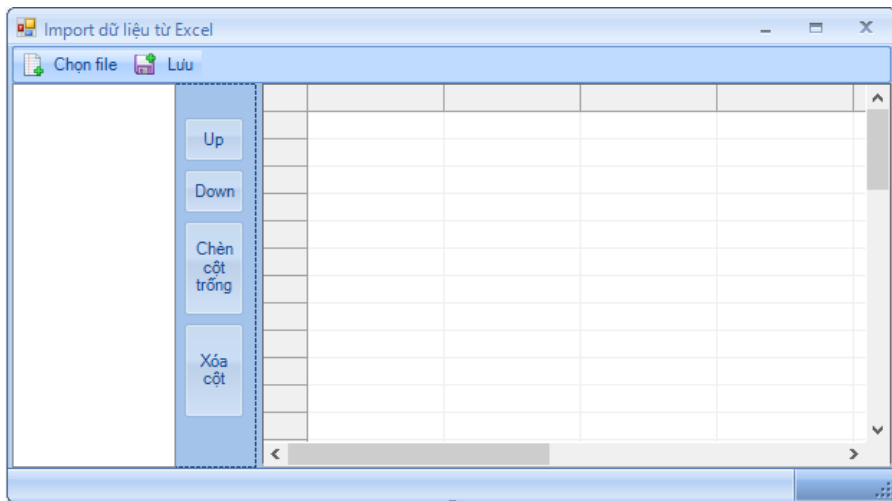 Import dữ liệu từ Excel
Chọn file Lưu
Up
Down
Chèn
cột
trống
Xóa
cột